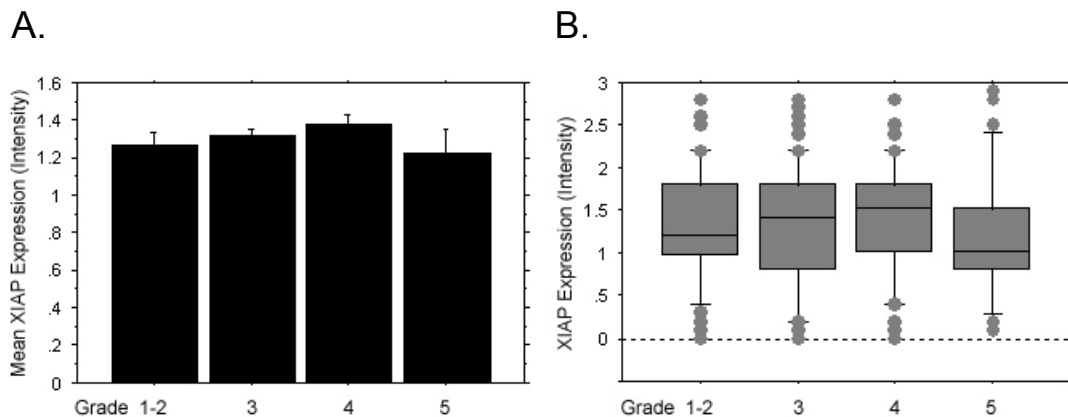 A.
Mean XIAP Expression (Intensity)
1.6
1.4
1.2
1
.8
.6
.4
.2
0
Grade 1-2 3 4 5
B.
XIAP Expression (Intensity)
3
2.5
2
1.5
1
.5
0
Grade 1-2 3 4 5